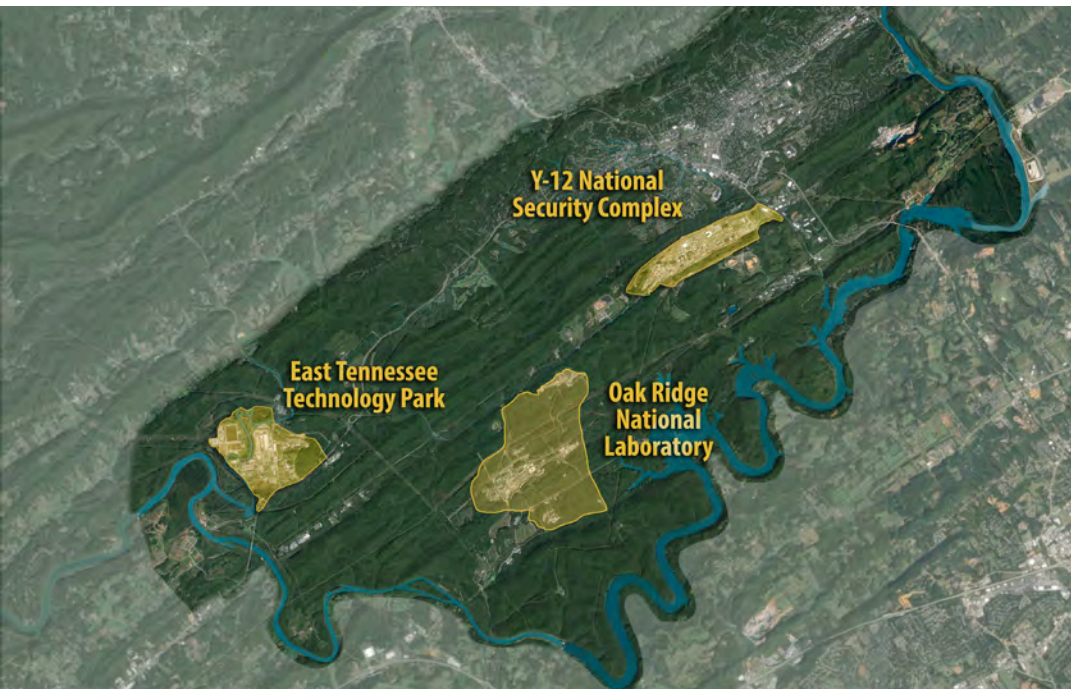 Y-12 National
Security Complex
East Tennessee
Technology Park
Oak Ridge
National
Laboratory